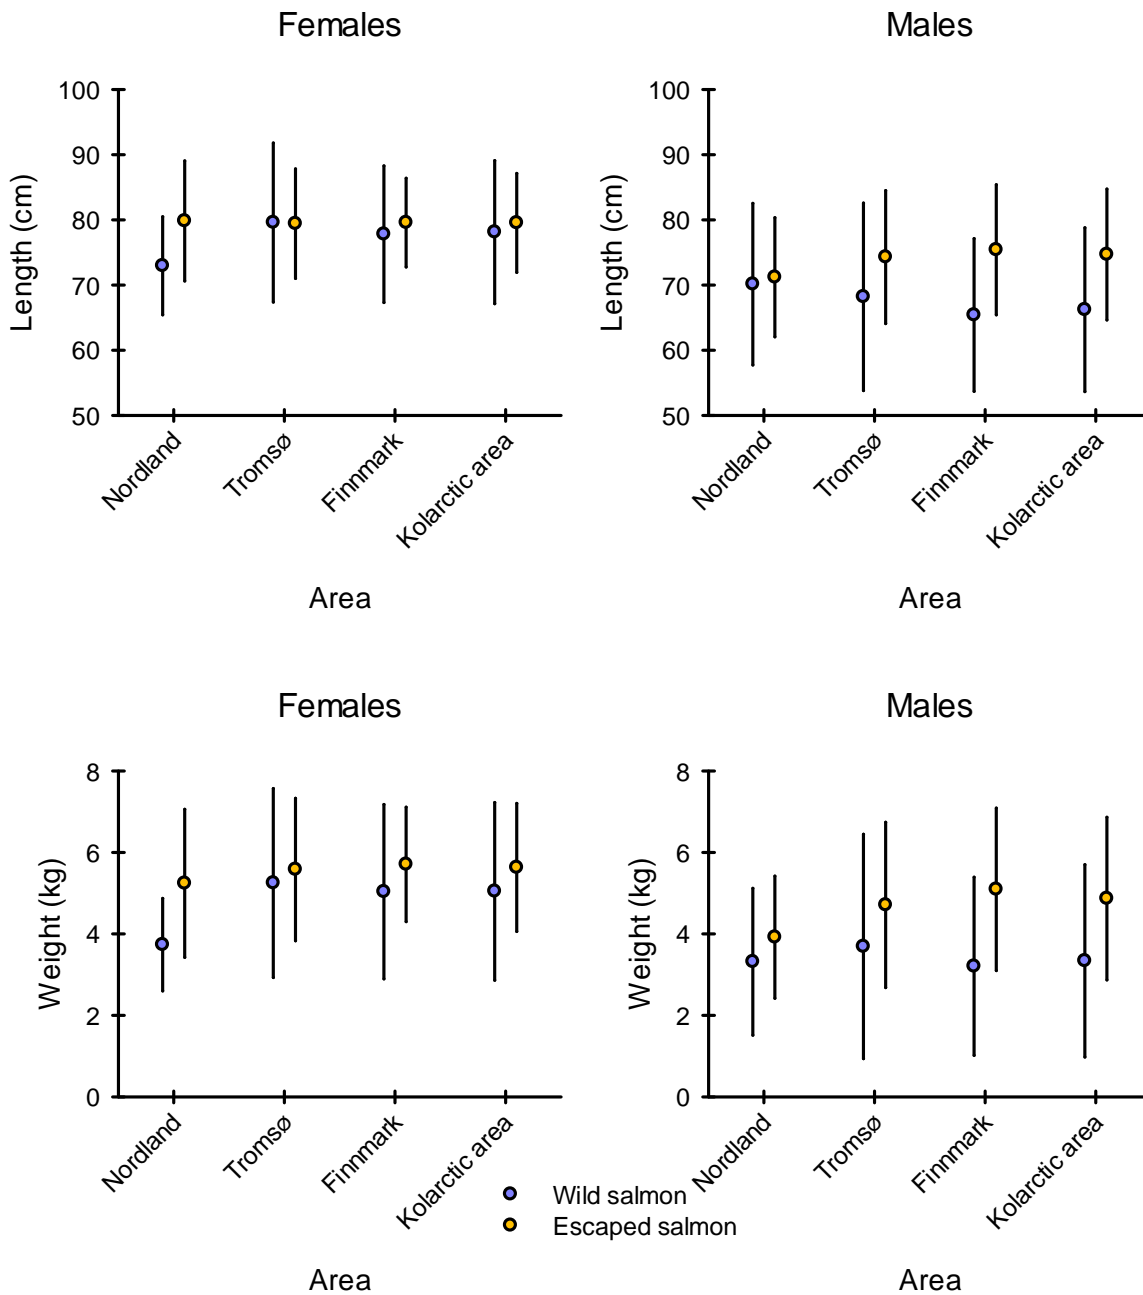 Females
Males
100
90
80
70
60
50
Length (cm)
Nordland
Tromsø
Finnmark
Kolarctic area
Area
100
90
80
70
60
50
Length (cm)
Nordland
Tromsø
Finnmark
Kolarctic area
Area
Females
Males
8
6
4
2
0
Weight (kg)
Nordland
Tromsø
Finnmark
Kolarctic area
Area
8
6
4
2
0
Weight (kg)
Nordland
Tromsø
Finnmark
Kolarctic area
Area
Wild salmon
Escaped salmon